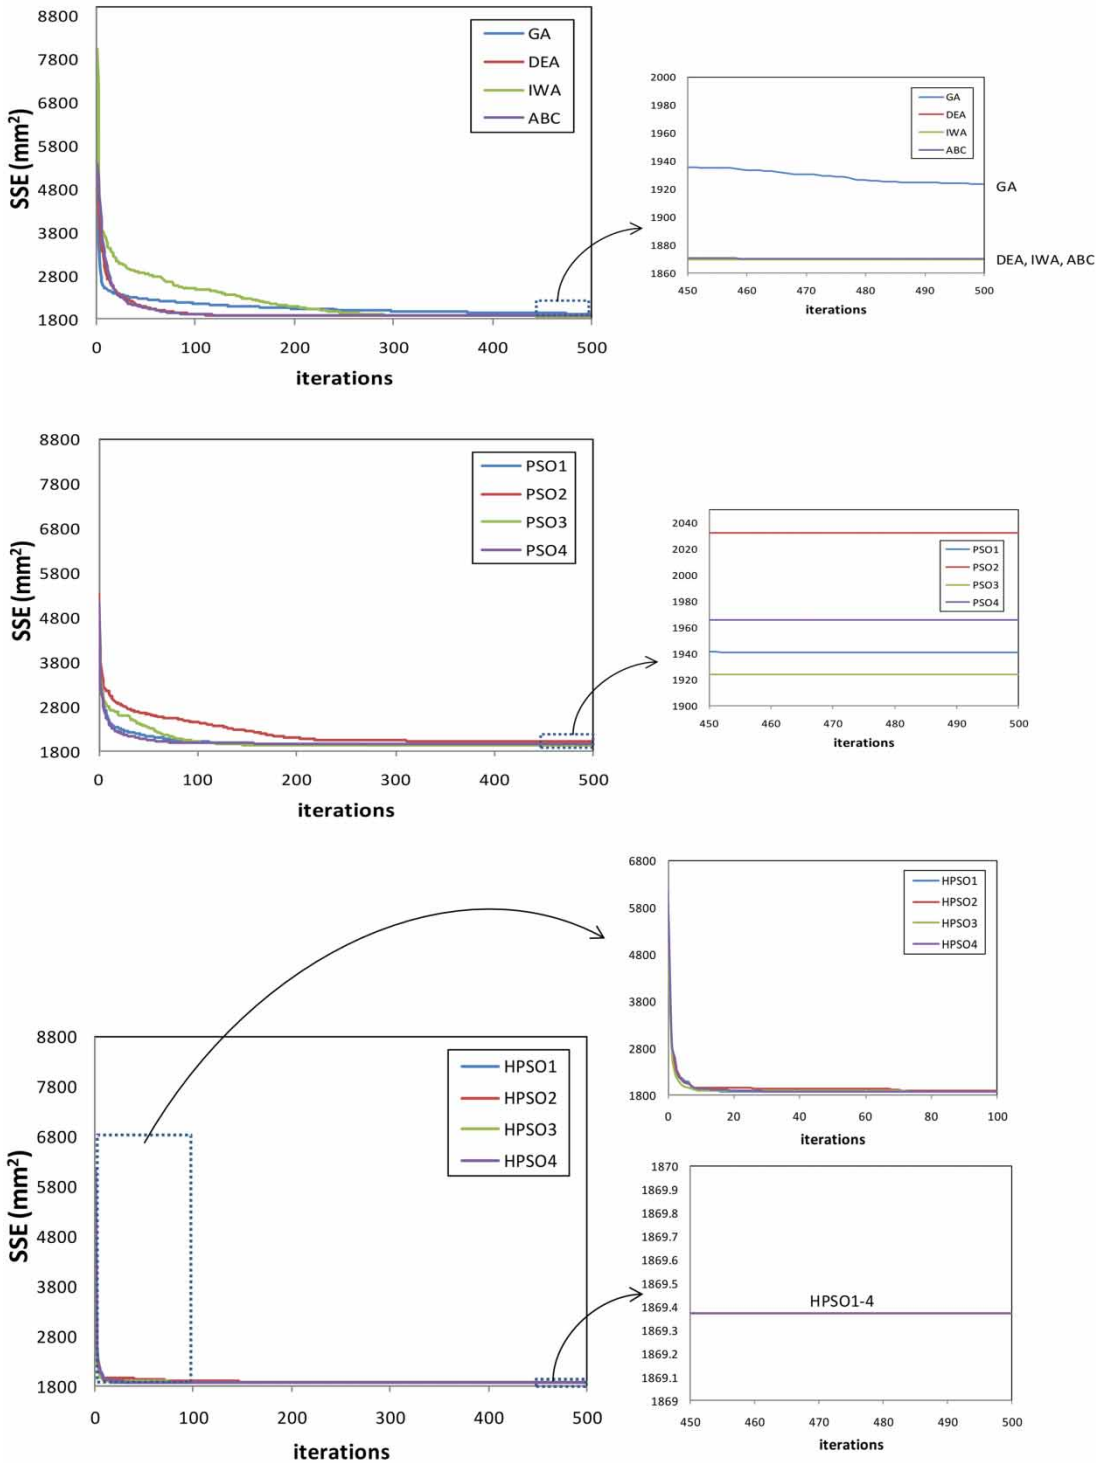 8800
7800
6800
5800
4800
3800
2800
1800
SSE (mm²)
GA
DEA
IWA
ABC
0 100 200 300 400 500
iterations
2000
1980
1960
1940
1920
1900
1880
1860
GA
DEA
IWA
ABC
GA
DEA, IWA, ABC
450 460 470 480 490 500
iterations
8800
7800
6800
5800
4800
3800
2800
1800
SSE (mm²)
PSO1
PSO2
PSO3
PSO4
0 100 200 300 400 500
iterations
2040
2020
2000
1980
1960
1940
1920
1900
PSO1
PSO2
PSO3
PSO4
450 460 470 480 490 500
iterations
6800
5800
4800
3800
2800
1800
HPSO1
HPSO2
HPSO3
HPSO4
0 20 40 60 80 100
iterations
8800
7800
6800
5800
4800
3800
2800
1800
SSE (mm²)
HPSO1
HPSO2
HPSO3
HPSO4
0 100 200 300 400 500
iterations
1870
1869.9
1869.8
1869.7
1869.6
1869.5
1869.4
1869.3
1869.2
1869.1
1869
HPSO1-4
450 460 470 480 490 500
iterations